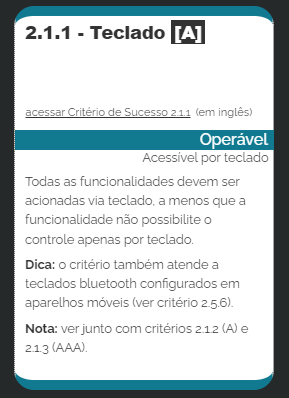 2.1.1 - Teclado [A]
acessar Critério de Sucesso 2.1.1 (em inglês)
Operável
Acessível por teclado
Todas as funcionalidades devem ser
acionadas via teclado, a menos que a
funcionalidade não possibilite o
controle apenas por teclado.
Dica: o critério também atende a
teclados bluetooth configurados em
aparelhos móveis (ver critério 2.5.6).
Nota: ver junto com critérios 2.1.2 (A) e
2.1.3 (AAA).